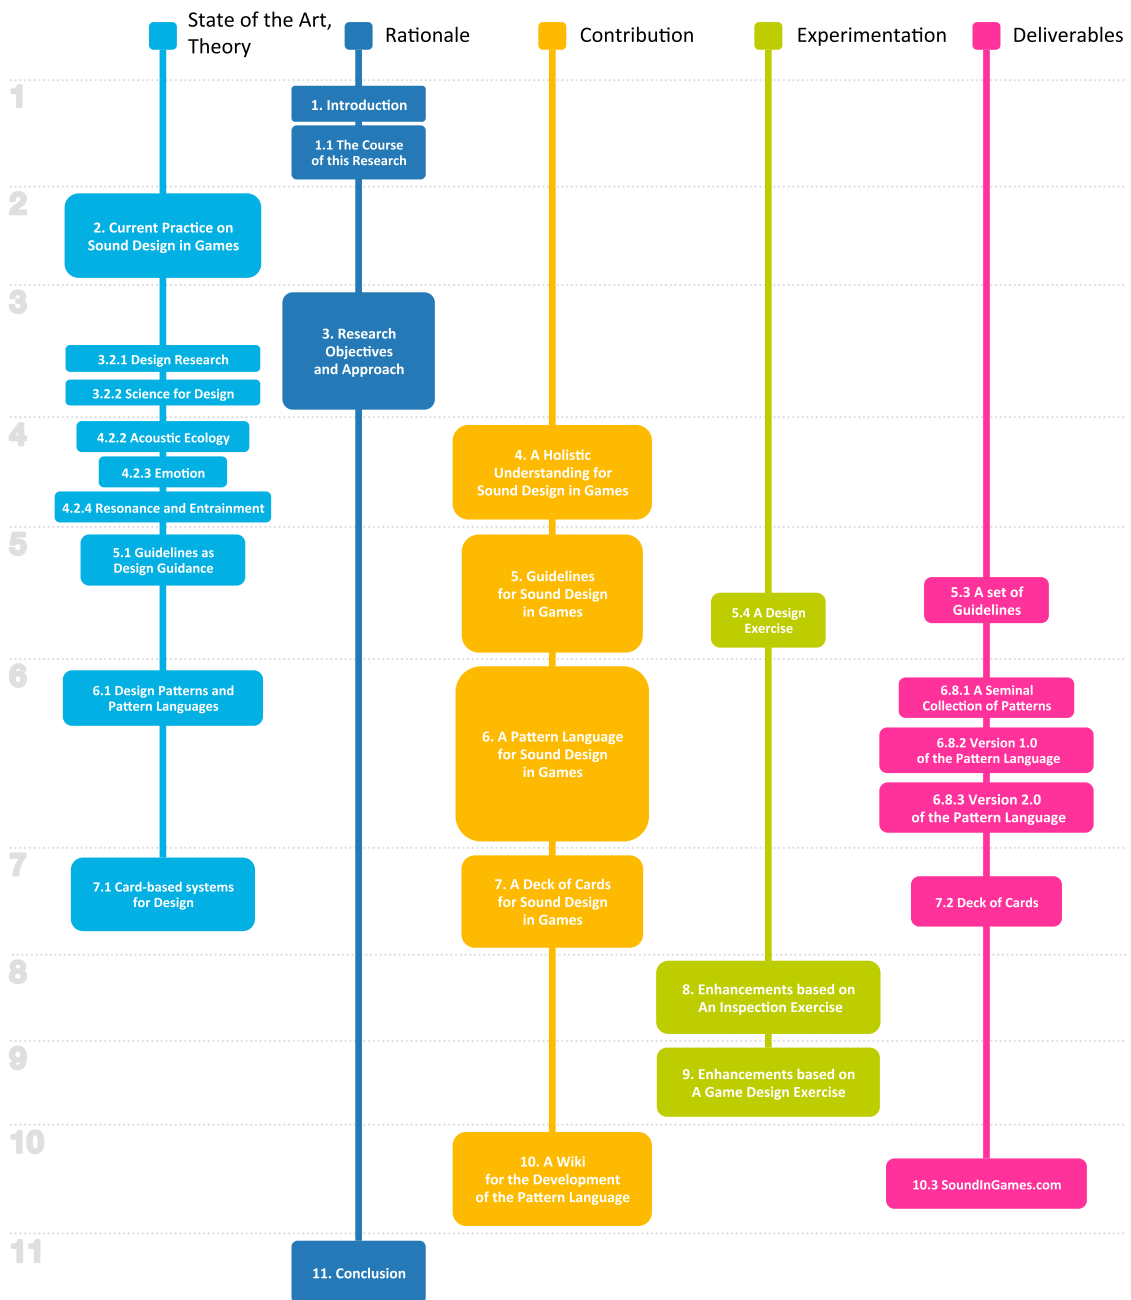 State of the Art,
Theory
Rationale
Contribution
Experimentation
Deliverables
1
1. Introduction
1.1 The Course
of this Research
2
2. Current Practice on
Sound Design in Games
3
3. Research
Objectives
and Approach
3.2.1 Design Research
3.2.2 Science for Design
4
4.2.2 Acoustic Ecology
4.2.3 Emotion
4.2.4 Resonance and Entrainment
4. A Holistic
Understanding for
Sound Design in Games
5
5.1 Guidelines as
Design Guidance
5. Guidelines
for Sound Design
in Games
5.4 A Design
Exercise
5.3 A set of
Guidelines
6
6.1 Design Patterns and
Pattern Languages
6. A Pattern Language
for Sound Design
in Games
6.8.1 A Seminal
Collection of Patterns
6.8.2 Version 1.0
of the Pattern Language
6.8.3 Version 2.0
of the Pattern Language
7
7.1 Card-based systems
for Design
7. A Deck of Cards
for Sound Design
in Games
7.2 Deck of Cards
8
8. Enhancements based on
An Inspection Exercise
9
9. Enhancements based on
A Game Design Exercise
10
10. A Wiki
for the Development
of the Pattern Language
10.3 SoundInGames.com
11
11. Conclusion